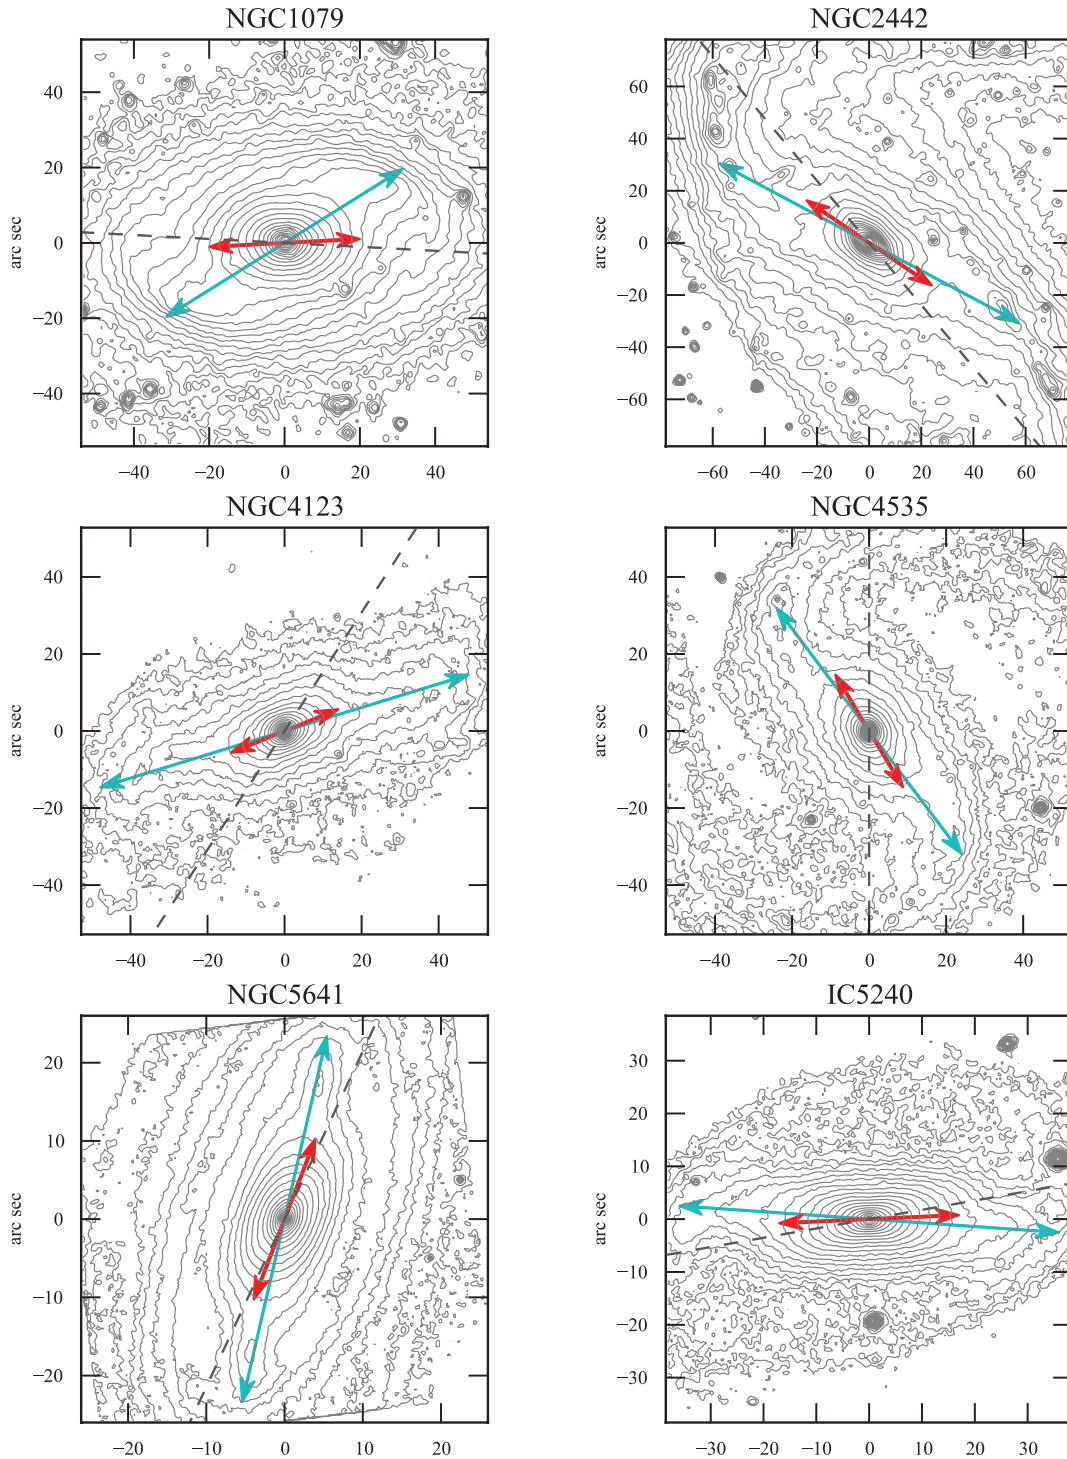 NGC1079 NGC2442
40 60
20 40
0 20
−20 0
−40 −20
−40
−60
arc sec arc sec
−40 −20 0 20 40 −60 −40 −20 0 20 40 60
NGC4123 NGC4535
40 40
20 20
0 0
−20 −20
−40 −40
arc sec arc sec
−40 −20 0 20 40 −40 −20 0 20 40
NGC5641 IC5240
20 30
10 20
0 10
−10 0
−20 −10
−20
−30
arc sec arc sec
−20 −10 0 10 20 −30 −20 −10 0 10 20 30